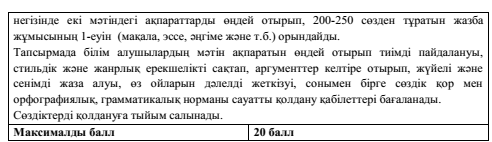 негізінде екі мәтіндегі ақпараттарды өңдей отырып, 200-250 сөзден тұратын жазба
жұмысының 1-еуін (мақала, эссе, әңгіме және т.б.) орындайды.
Тапсырмада білім алушылардың мәтін ақпаратын өңдей отырып тиімді пайдалануы,
стильдік және жанрлық ерекшелікті сақтап, аргументтер келтіре отырып, жүйелі және
сенімді жаза алуы, өз ойларын дәлелді жеткізуі, сонымен бірге сөздік қор мен
орфографиялық, грамматикалық норманы сауатты қолдану қабілеттері бағаланады.
Сөздіктерді қолдануға тыйым салынады.
Максималды балл 20 балл